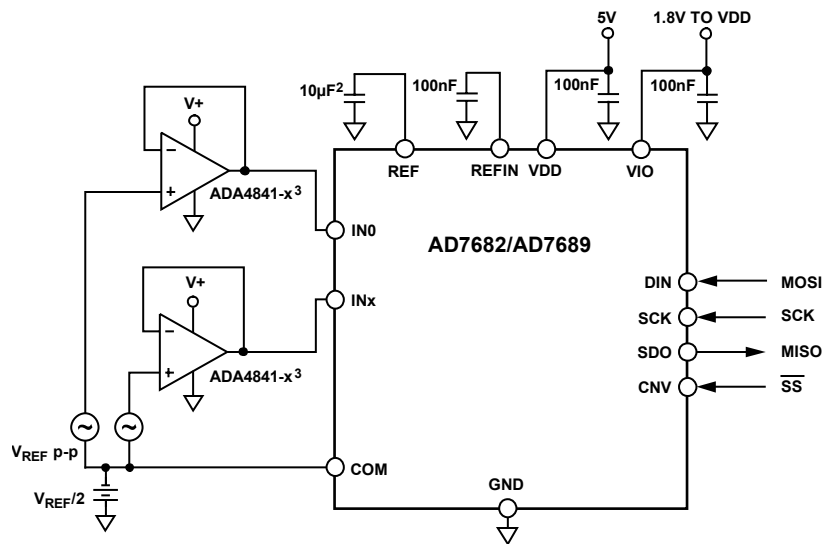 5V
1.8V TO VDD
10µF²
100nF
100nF
100nF
V+
−
+
ADA4841-x³
REF
REFIN
VDD
VIO
IN0
AD7682/AD7689
V+
−
+
ADA4841-x³
INx
DIN
MOSI
SCK
SCK
SDO
MISO
CNV
S̅S̅
~
~
VREF p-p
COM
VREF/2
GND